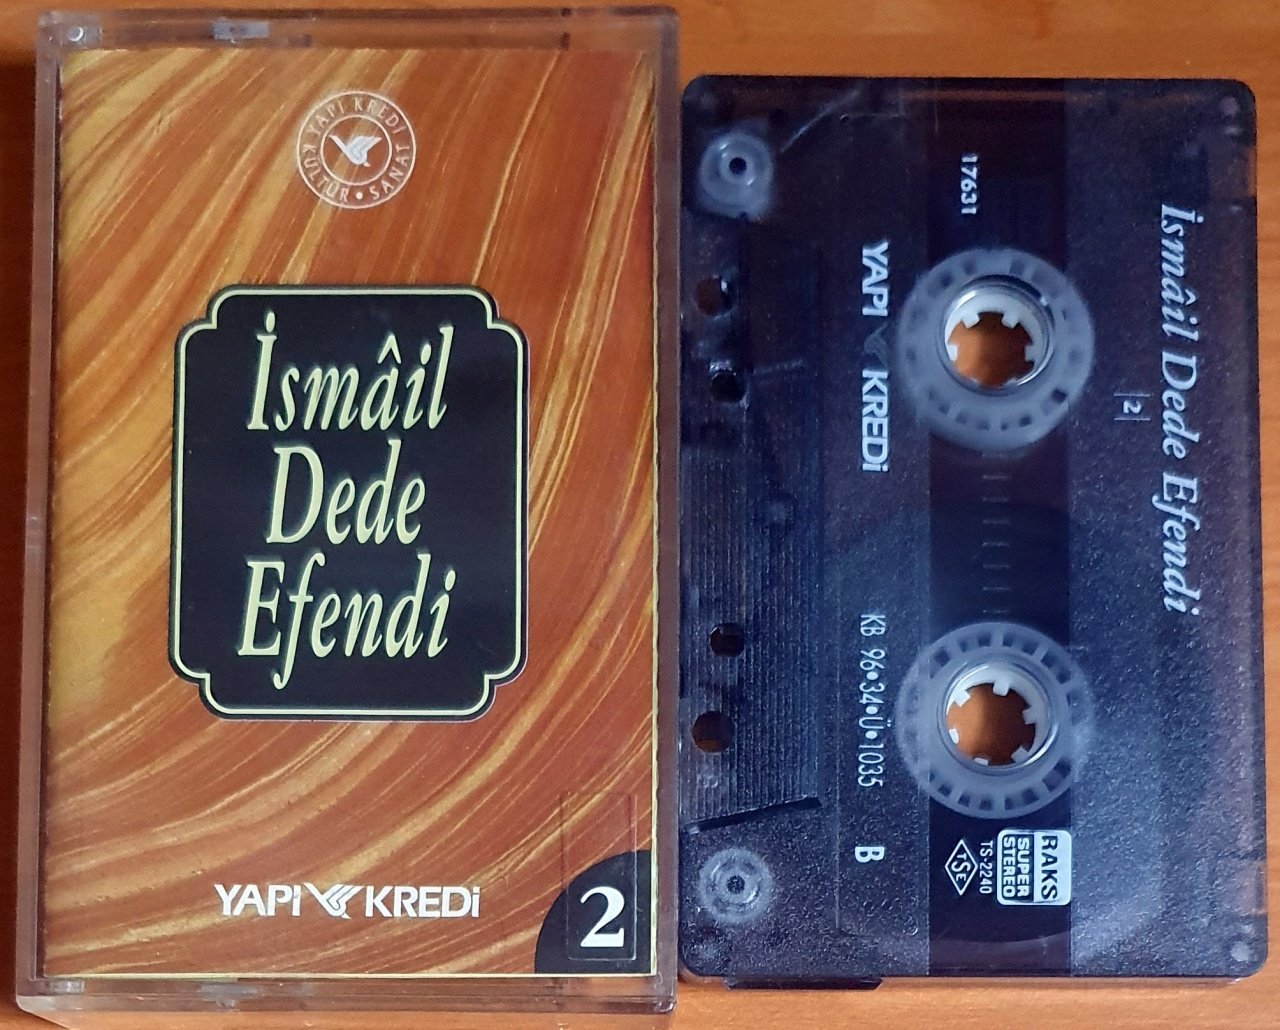 YAPI KREDİ
KÜLTÜR • SANAT
İsmâil
Dede
Efendi
YAPI KREDi
2
İsmâil Dede Efendi
2
17631
YAPI KREDi
KB 96•34•Ü•1035
B
RAKS
SUPER
STEREO
TS-2240
TSE